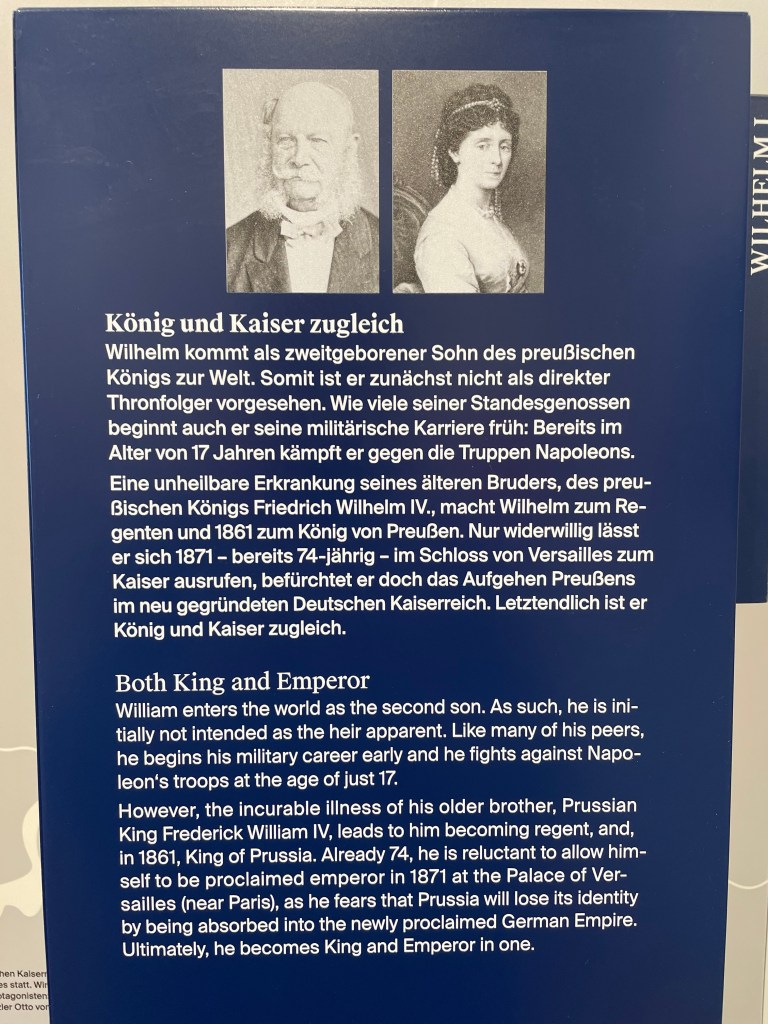 WILHELM I.
König und Kaiser zugleich
Wilhelm kommt als zweitgeborener Sohn des preußischen
Königs zur Welt. Somit ist er zunächst nicht als direkter
Thronfolger vorgesehen. Wie viele seiner Standesgenossen
beginnt auch er seine militärische Karriere früh: Bereits im
Alter von 17 Jahren kämpft er gegen die Truppen Napoleons.
Eine unheilbare Erkrankung seines älteren Bruders, des preu-
ßischen Königs Friedrich Wilhelm IV., macht Wilhelm zum Re-
genten und 1861 zum König von Preußen. Nur widerwillig lässt
er sich 1871 – bereits 74-jährig – im Schloss von Versailles zum
Kaiser ausrufen, befürchtet er doch das Aufgehen Preußens
im neu gegründeten Deutschen Kaiserreich. Letztendlich ist er
König und Kaiser zugleich.
Both King and Emperor
William enters the world as the second son. As such, he is ini-
tially not intended as the heir apparent. Like many of his peers,
he begins his military career early and he fights against Napo-
leon‘s troops at the age of just 17.
However, the incurable illness of his older brother, Prussian
King Frederick William IV, leads to him becoming regent, and,
in 1861, King of Prussia. Already 74, he is reluctant to allow him-
self to be proclaimed emperor in 1871 at the Palace of Ver-
sailles (near Paris), as he fears that Prussia will lose its identity
by being absorbed into the newly proclaimed German Empire.
Ultimately, he becomes King and Emperor in one.
statt.
Otto